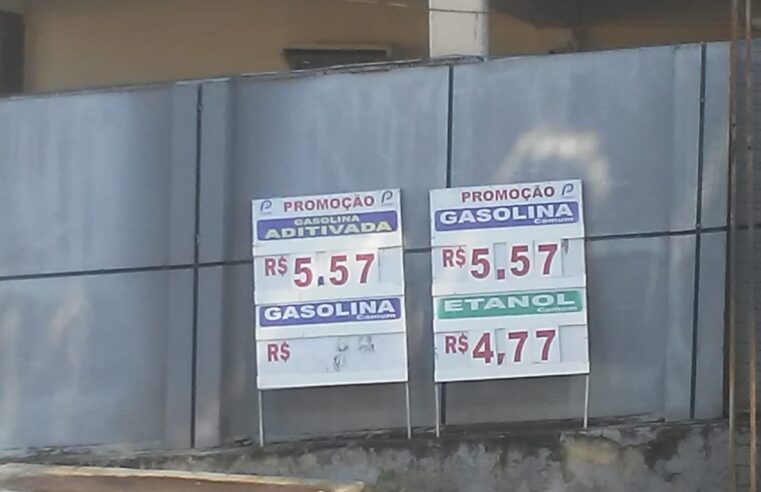 PROMOÇÃO
GASOLINA
ADITIVADA
R$ 5.57
GASOLINA
Comum
R$
PROMOÇÃO
GASOLINA
Comum
R$ 5.57
ETANOL
Comum
R$ 4,77